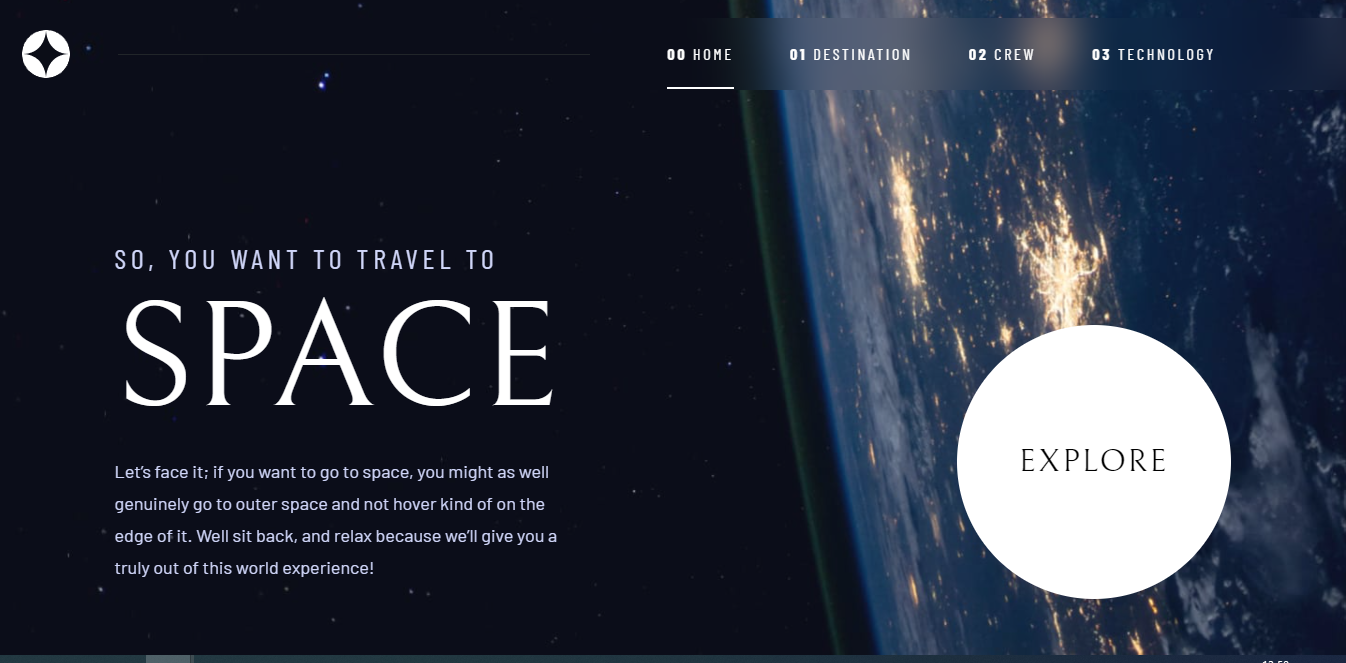 00 HOME 01 DESTINATION 02 CREW 03 TECHNOLOGY
SO, YOU WANT TO TRAVEL TO
SPACE
Let’s face it; if you want to go to space, you might as well
genuinely go to outer space and not hover kind of on the
edge of it. Well sit back, and relax because we’ll give you a
truly out of this world experience!
EXPLORE